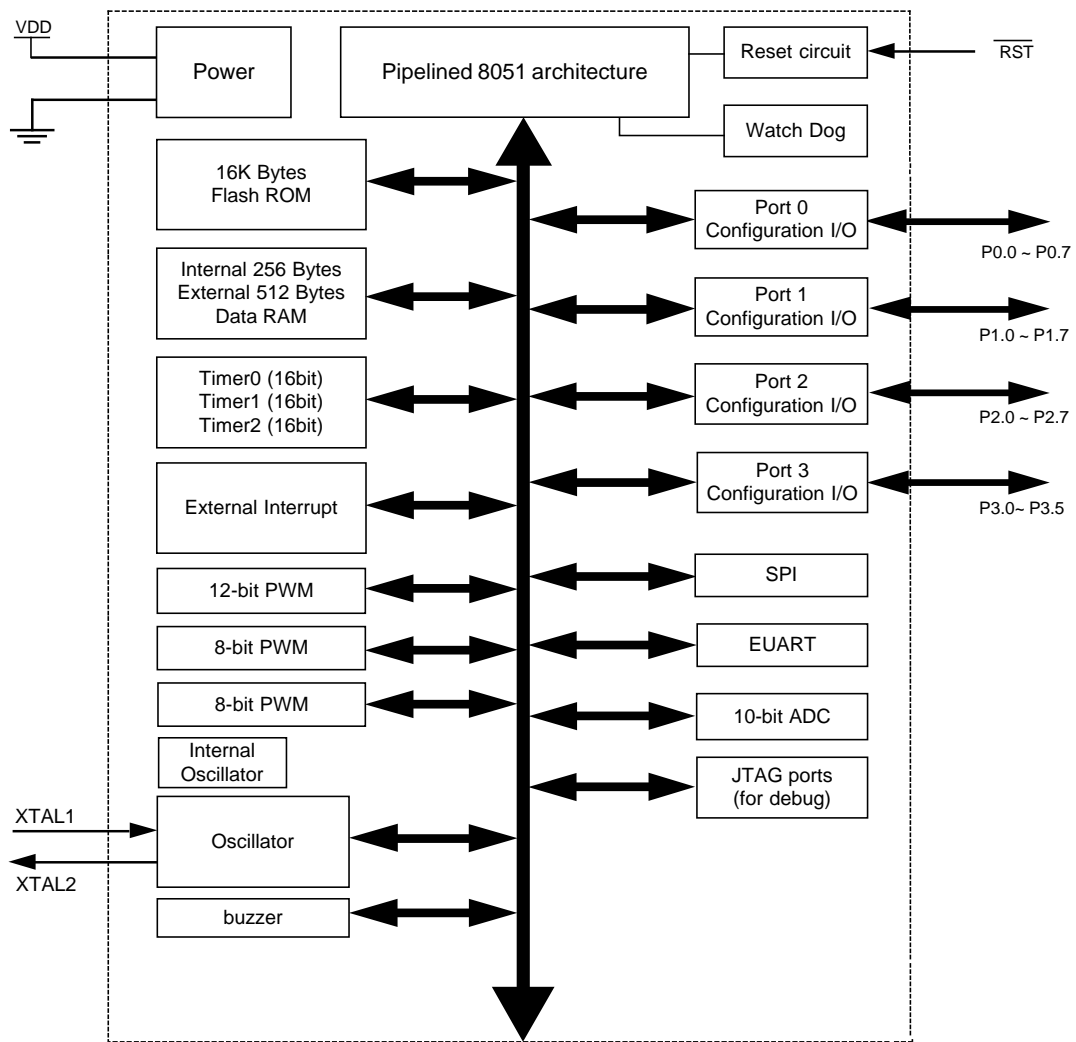 VDD
Power
Pipelined 8051 architecture
Reset circuit
RST
Watch Dog
16K Bytes
Flash ROM
Port 0
Configuration I/O
P0.0 ~ P0.7
Internal 256 Bytes
External 512 Bytes
Data RAM
Port 1
Configuration I/O
P1.0 ~ P1.7
Timer0 (16bit)
Timer1 (16bit)
Timer2 (16bit)
Port 2
Configuration I/O
P2.0 ~ P2.7
External Interrupt
Port 3
Configuration I/O
P3.0~ P3.5
12-bit PWM
SPI
8-bit PWM
EUART
8-bit PWM
10-bit ADC
Internal
Oscillator
JTAG ports
(for debug)
XTAL1
Oscillator
XTAL2
buzzer